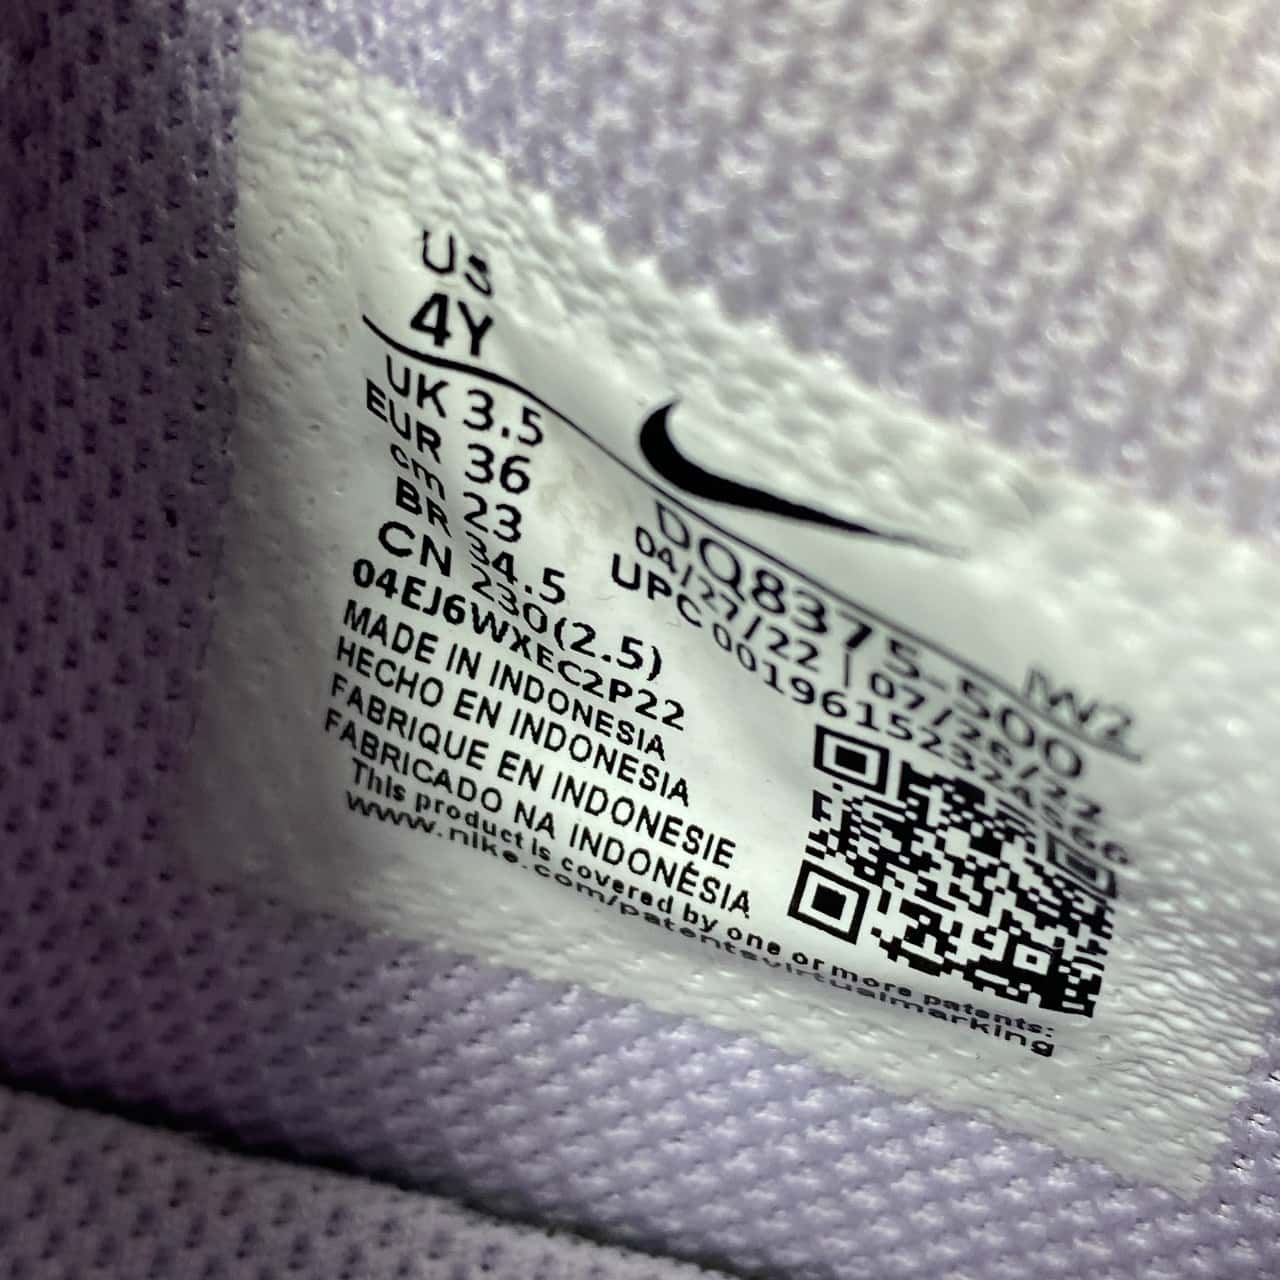 US
4Y
UK 3.5
EUR 36
cm 23
BR 34.5
CN 230(2.5)
DQ8375-500 IW2
04/27/22 | 07/26/22
UPC
04EJ6WXEC2P22
MADE IN INDONESIA
HECHO EN INDONESIA
FABRIQUE EN INDONESIE
FABRICADO NA INDONÉSIA
This product is covered by one or more patents:
www.nike.com/patentsvirtualmarking